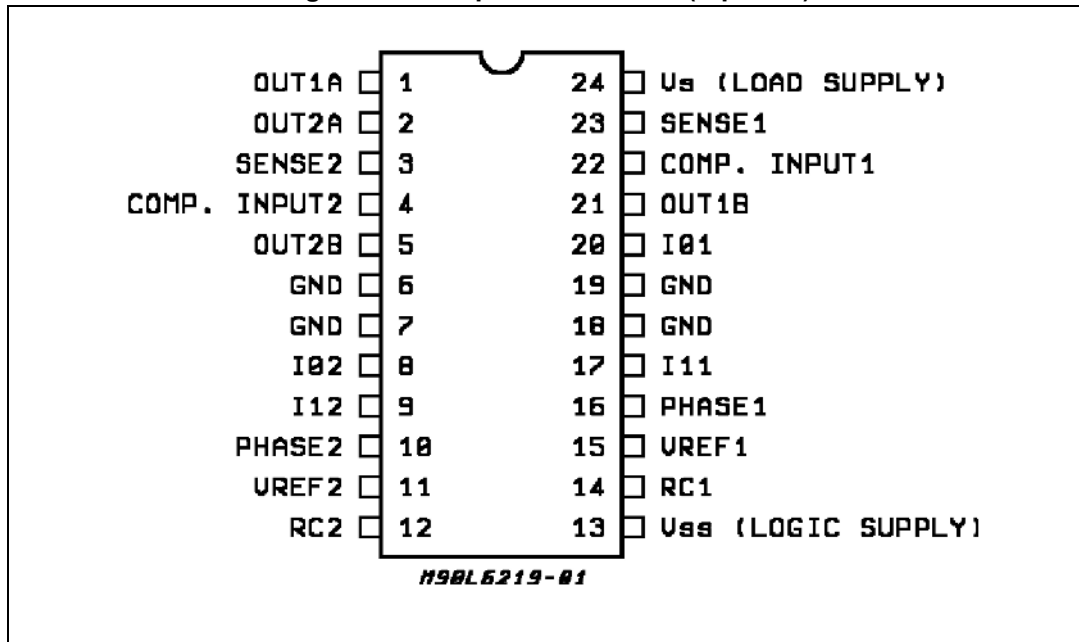 OUT1A 1 24 Vs (LOAD SUPPLY)
OUT2A 2 23 SENSE1
SENSE2 3 22 COMP. INPUT1
COMP. INPUT2 4 21 OUT1B
OUT2B 5 20 I01
GND 6 19 GND
GND 7 18 GND
I02 8 17 I11
I12 9 16 PHASE1
PHASE2 10 15 VREF1
VREF2 11 14 RC1
RC2 12 13 Vss (LOGIC SUPPLY)
M90L6219-01